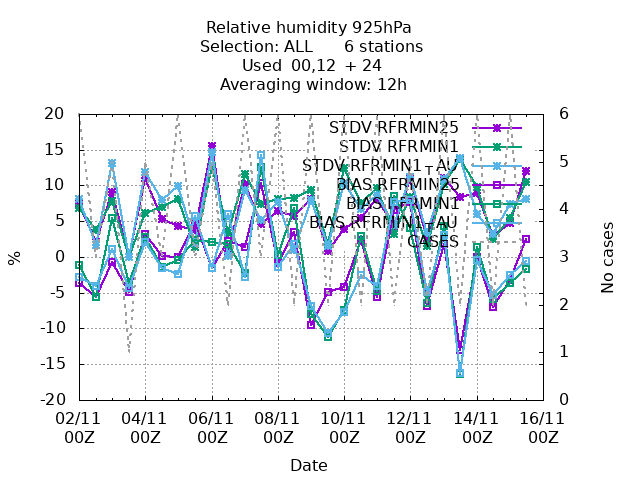 Relative humidity 925hPa
Selection: ALL 6 stations
Used 00,12 + 24
Averaging window: 12h
20
15
10
5
0
-5
-10
-15
-20
%
6
5
4
3
2
1
0
No cases
STDV RFRMIN25
STDV RFRMIN1
STDV RFRMIN1_AU
BIAS RFRMIN25
BIAS RFRMIN1
BIAS RFRMIN1_AU
CASES
02/11 04/11 06/11 08/11 10/11 12/11 14/11 16/11
00Z 00Z 00Z 00Z 00Z 00Z 00Z 00Z
Date